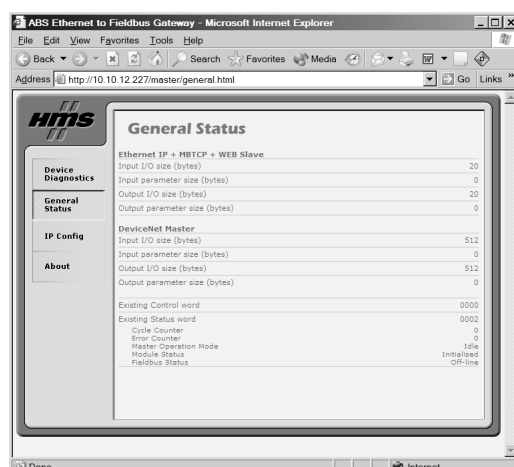 ABS Ethernet to Fieldbus Gateway - Microsoft Internet Explorer
File Edit View Favorites Tools Help
Back Search Favorites Media
Address http://10.10.12.227/master/general.html Go Links »
HMS
General Status
Device Diagnostics
General Status
IP Config
About
Ethernet IP + MBTCP + WEB Slave
Input I/O size (bytes) 20
Input parameter size (bytes) 0
Output I/O size (bytes) 20
Output parameter size (bytes) 0
DeviceNet Master
Input I/O size (bytes) 512
Input parameter size (bytes) 0
Output I/O size (bytes) 512
Output parameter size (bytes) 0
Existing Control word 0000
Existing Status word 0002
Cycle Counter 0
Error Counter 0
Master Operation Mode Idle
Module Status Initialised
Fieldbus Status Off-line
Done Internet